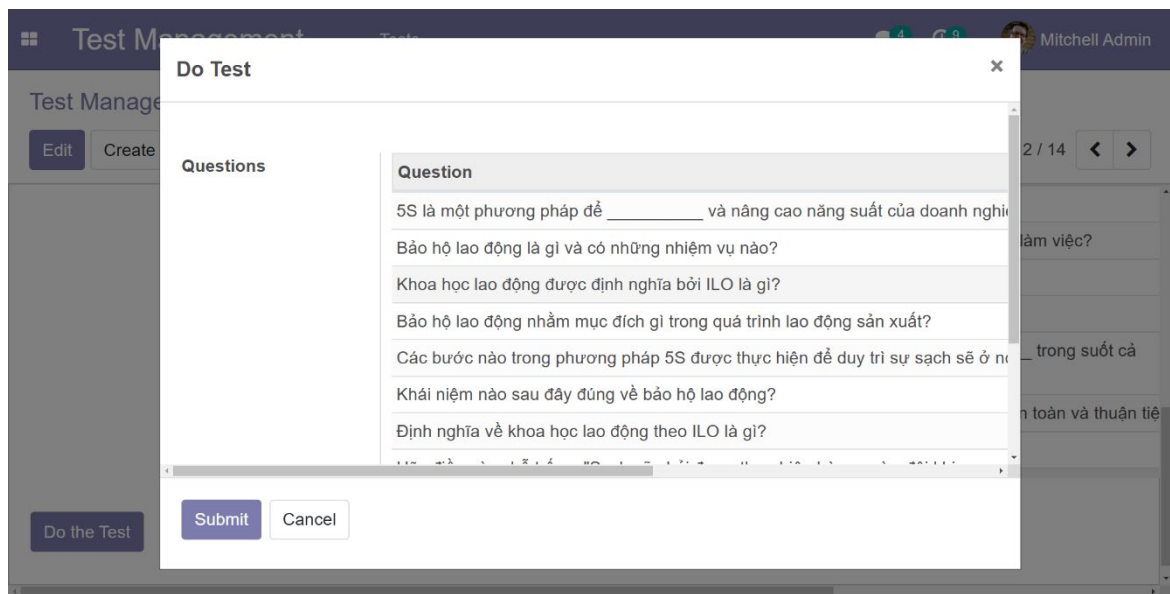 Test M
4
9
Mitchell Admin
Do Test
×
Test Manage
Edit
Create
2 / 14
Questions
Question
5S là một phương pháp để ___________ và nâng cao năng suất của doanh nghi
Bảo hộ lao động là gì và có những nhiệm vụ nào?
làm việc?
Khoa học lao động được định nghĩa bởi ILO là gì?
Bảo hộ lao động nhằm mục đích gì trong quá trình lao động sản xuất?
Các bước nào trong phương pháp 5S được thực hiện để duy trì sự sạch sẽ ở
_ trong suốt cả
Khái niệm nào sau đây đúng về bảo hộ lao động?
toàn và thuận
Định nghĩa về khoa học lao động theo ILO là gì?
Submit
Cancel
Do the Test